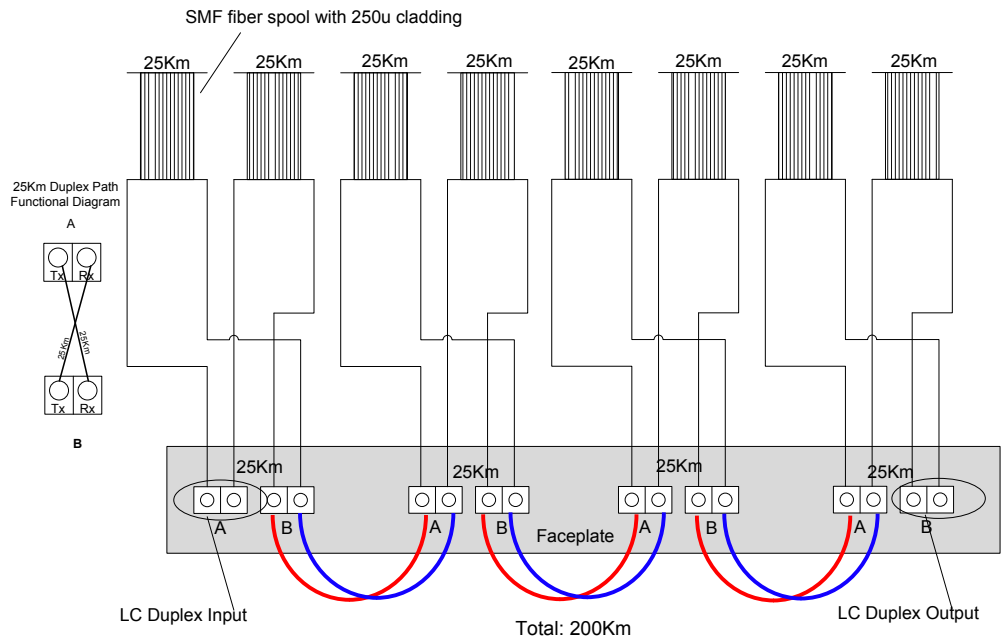 SMF fiber spool with 250u cladding
25Km 25Km 25Km 25Km 25Km 25Km 25Km 25Km
25Km Duplex Path
Functional Diagram
A
Tx Rx
25Km 25Km
Tx Rx
B
25Km 25Km 25Km 25Km
A B A B A B A B
Faceplate
LC Duplex Input
LC Duplex Output
Total: 200Km